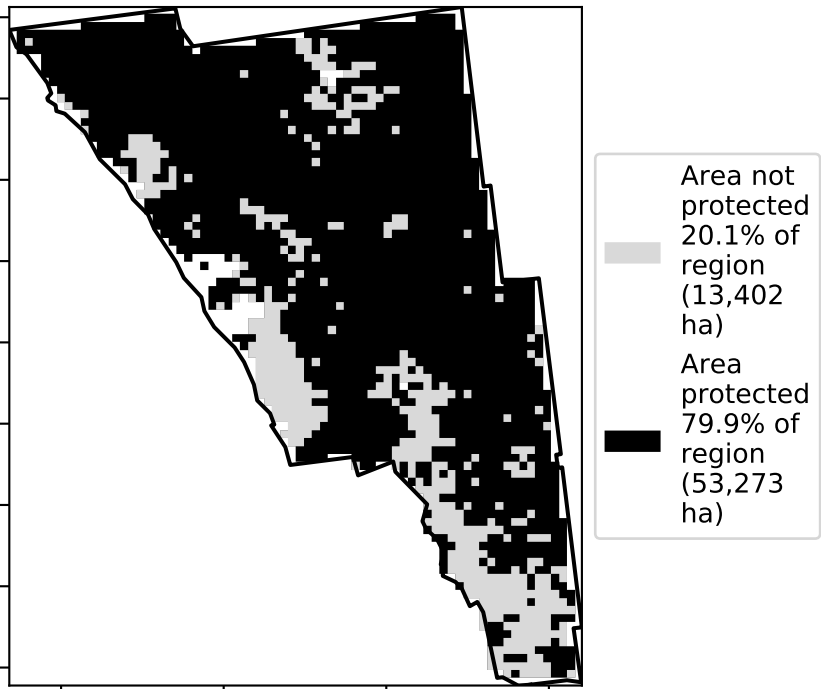 Area not
protected
20.1% of
region
(13,402
ha)
Area
protected
79.9% of
region
(53,273
ha)